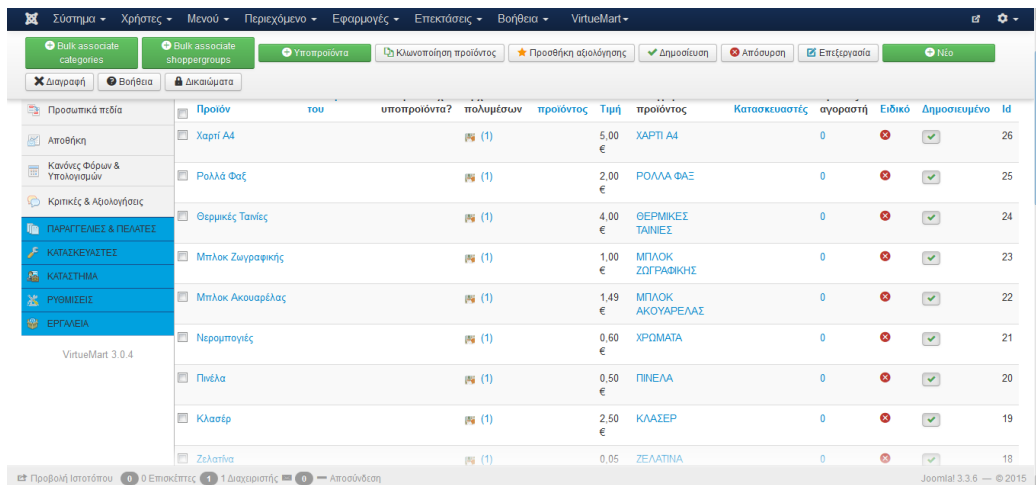 Σύστημα Χρήστες Μενού Περιεχόμενο Εφαρμογές Επεκτάσεις Βοήθεια VirtueMart
Bulk associate categories Bulk associate shoppergroups Υποπροϊόντα Κλωνοποίηση προϊόντος Προσθήκη αξιολόγησης Δημοσίευση Απόσυρση Επεξεργασία Νέο
Διαγραφή Βοήθεια Δικαιώματα
Προσωπικά πεδία
Αποθήκη
Κανόνες Φόρων &
Υπολογισμών
Κριτικές & Αξιολογήσεις
ΠΑΡΑΓΓΕΛΙΕΣ & ΠΕΛΑΤΕΣ
ΚΑΤΑΣΚΕΥΑΣΤΕΣ
ΚΑΤΑΣΤΗΜΑ
ΡΥΘΜΙΣΕΙΣ
ΕΡΓΑΛΕΙΑ
VirtueMart 3.0.4
Προϊόν του υποπροϊόντα? πολυμέσων προϊόντος Τιμή προϊόντος Κατασκευαστές αγοραστή Ειδικό Δημοσιευμένο Id
Χαρτί Α4 (1) 5,00 € ΧΑΡΤΙ Α4 0 26
Ρολλά Φαξ (1) 2,00 € ΡΟΛΛΑ ΦΑΞ 0 25
Θερμικές Ταινίες (1) 4,00 € ΘΕΡΜΙΚΕΣ ΤΑΙΝΙΕΣ 0 24
Μπλοκ Ζωγραφικής (1) 1,00 € ΜΠΛΟΚ ΖΩΓΡΑΦΙΚΗΣ 0 23
Μπλοκ Ακουαρέλας (1) 1,49 € ΜΠΛΟΚ ΑΚΟΥΑΡΕΛΑΣ 0 22
Νερομπογιές (1) 0,60 € ΧΡΩΜΑΤΑ 0 21
Πινέλα (1) 0,50 € ΠΙΝΕΛΑ 0 20
Κλασέρ (1) 2,50 € ΚΛΑΣΕΡ 0 19
Ζελατίνα (1) 0,05 ΖΕΛΑΤΙΝΑ 0 18
Προβολή Ιστοτόπου 0 0 Επισκέπτες 1 1 Διαχειριστής 0 Αποσύνδεση Joomla! 3.3.6 — © 2015